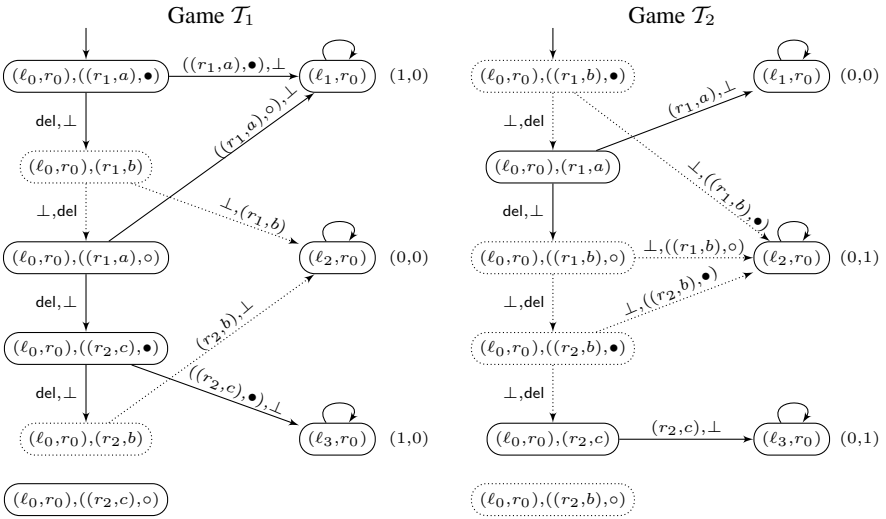 Game 𝒯₁
(ℓ₀,r₀),((r₁,a),●)
((r₁,a),●),⊥
(ℓ₁,r₀)
(1,0)
del,⊥
((r₁,a),○),⊥
(ℓ₀,r₀),(r₁,b)
⊥,del
⊥,(r₁,b)
(ℓ₀,r₀),((r₁,a),○)
(ℓ₂,r₀)
(0,0)
del,⊥
(r₂,b),⊥
(ℓ₀,r₀),((r₂,c),●)
del,⊥
((r₂,c),●),⊥
(ℓ₀,r₀),(r₂,b)
(ℓ₃,r₀)
(1,0)
(ℓ₀,r₀),((r₂,c),○)
Game 𝒯₂
(ℓ₀,r₀),((r₁,b),●)
(ℓ₁,r₀)
(0,0)
⊥,del
(r₁,a),⊥
(ℓ₀,r₀),(r₁,a)
del,⊥
⊥,((r₁,b),●)
(ℓ₀,r₀),((r₁,b),○)
⊥,((r₁,b),○)
(ℓ₂,r₀)
(0,1)
⊥,del
⊥,((r₂,b),●)
(ℓ₀,r₀),((r₂,b),●)
⊥,del
(ℓ₀,r₀),(r₂,c)
(r₂,c),⊥
(ℓ₃,r₀)
(0,1)
(ℓ₀,r₀),((r₂,b),○)